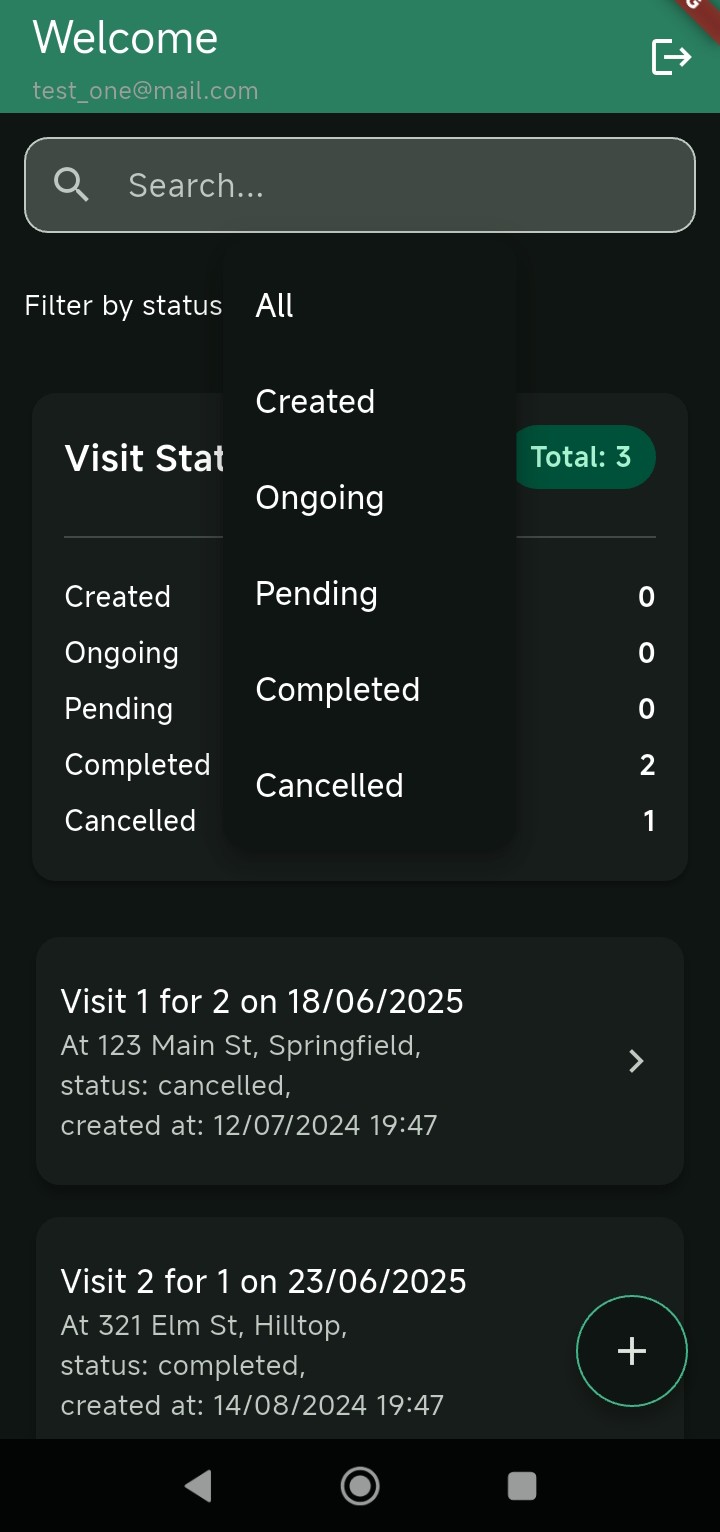 Welcome
test_one@mail.com
Search...
Filter by status
All
Created
Ongoing
Pending
Completed
Cancelled
Total: 3
Created 0
Ongoing 0
Pending 0
Completed 2
Cancelled 1
Visit 1 for 2 on 18/06/2025
At 123 Main St, Springfield,
status: cancelled,
created at: 12/07/2024 19:47
Visit 2 for 1 on 23/06/2025
At 321 Elm St, Hilltop,
status: completed,
created at: 14/08/2024 19:47